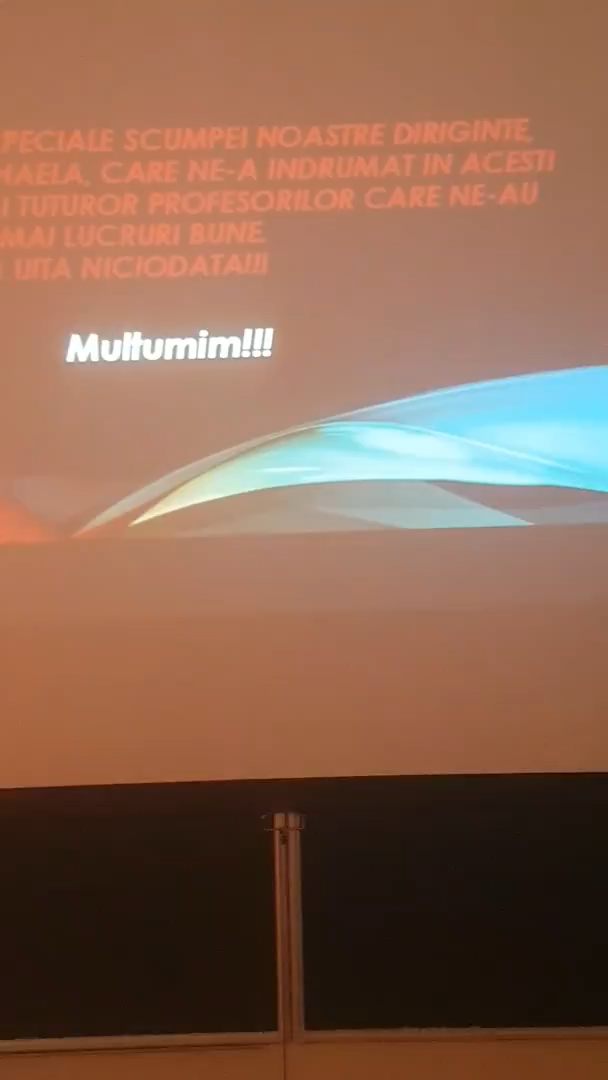 PECIALE SCUMPEI NOASTRE DIRIGINTE,
HAELA, CARE NE-A INDRUMAT IN ACESTI
I TUTUROR PROFESORILOR CARE NE-AU
MAI LUCRURI BUNE.
UITA NICIODATA!!!
Multumim!!!